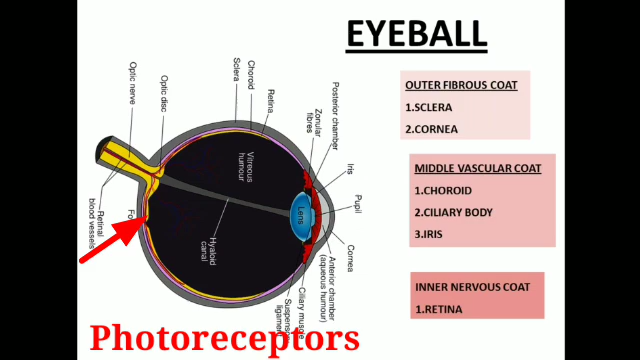 EYEBALL
OUTER FIBROUS COAT
1.SCLERA
2.CORNEA
MIDDLE VASCULAR COAT
1.CHOROID
2.CILIARY BODY
3.IRIS
INNER NERVOUS COAT
1.RETINA
Optic nerve
Optic disc
Sclera
Choroid
Retina
Posterior chamber
Zonular
fibres
Iris
Pupil
Cornea
Anterior chamber
(aqueous humour)
Ciliary muscle
Vitreous
humour
Lens
Hyaloid
canal
Retinal
blood vessels
Photoreceptors